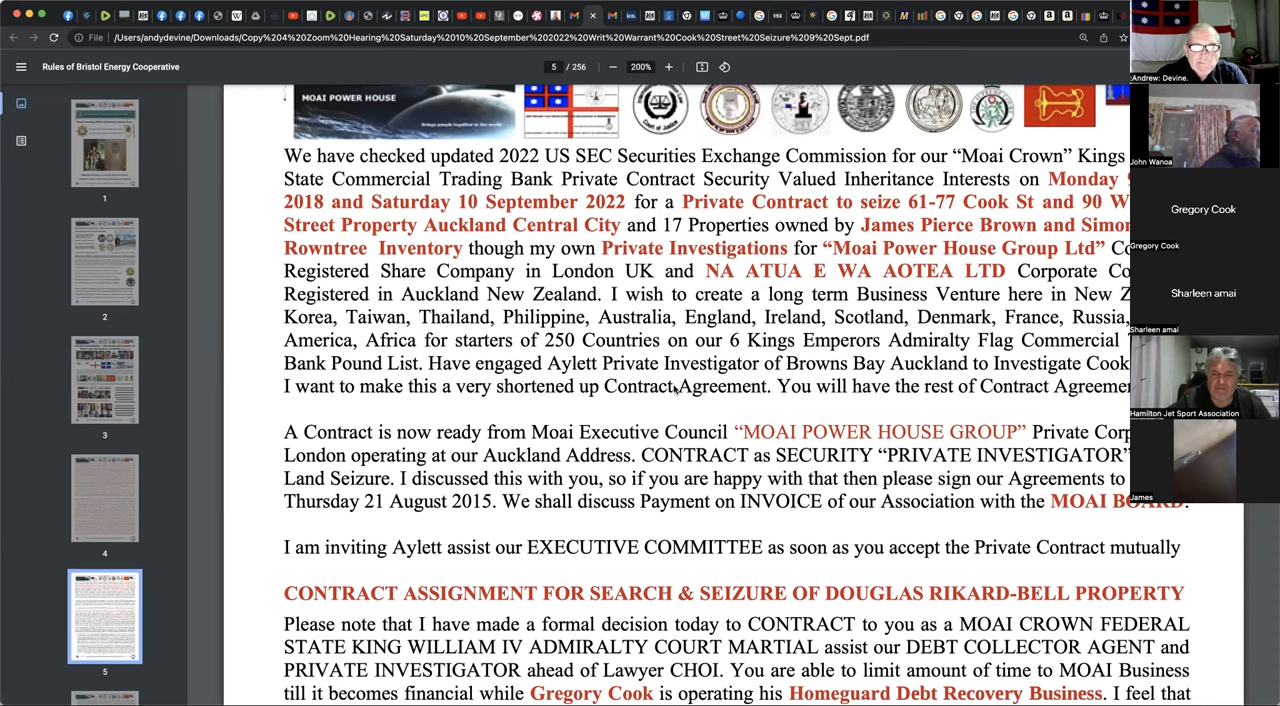 File
/Users/andydevine/Downloads/Copy%204%20Zoom%20Hearing%20Saturday%2010%20September%202022%20Writ%20Warrant%20Cook%20Street%20Seizure%209%20Sept.pdf
Rules of Bristol Energy Cooperative
5 / 256
200%
1
2
3
4
5
MOAI POWER HOUSE
Brings people together in the world
We have checked updated 2022 US SEC Securities Exchange Commission for our “Moai Crown” Kings
State Commercial Trading Bank Private Contract Security Valued Inheritance Interests on Monday
2018 and Saturday 10 September 2022 for a Private Contract to seize 61-77 Cook St and 90 W
Street Property Auckland Central City and 17 Properties owned by James Pierce Brown and Simon
Rowntree Inventory though my own Private Investigations for “Moai Power House Group Ltd” Co
Registered Share Company in London UK and NA ATUA E WA AOTEA LTD Corporate Co
Registered in Auckland New Zealand. I wish to create a long term Business Venture here in New Z
Korea, Taiwan, Thailand, Philippine, Australia, England, Ireland, Scotland, Denmark, France, Russia,
America, Africa for starters of 250 Countries on our 6 Kings Emperors Admiralty Flag Commercial
Bank Pound List. Have engaged Aylett Private Investigator of Browns Bay Auckland to Investigate Cook
I want to make this a very shortened up Contract Agreement. You will have the rest of Contract Agreemen
A Contract is now ready from Moai Executive Council “MOAI POWER HOUSE GROUP” Private Corp
London operating at our Auckland Address. CONTRACT as SECURITY “PRIVATE INVESTIGATOR”
Land Seizure. I discussed this with you, so if you are happy with that then please sign our Agreements to
Thursday 21 August 2015. We shall discuss Payment on INVOICE of our Association with the MOAI BOARD.
I am inviting Aylett assist our EXECUTIVE COMMITTEE as soon as you accept the Private Contract mutually
CONTRACT ASSIGNMENT FOR SEARCH & SEIZURE OF DOUGLAS RIKARD-BELL PROPERTY
Please note that I have made a formal decision today to CONTRACT to you as a MOAI CROWN FEDERAL
STATE KING WILLIAM IV ADMIRALTY COURT MARTIAL assist our DEBT COLLECTOR AGENT and
PRIVATE INVESTIGATOR ahead of Lawyer CHOI. You are able to limit amount of time to MOAI Business
till it becomes financial while Gregory Cook is operating his Homeguard Debt Recovery Business. I feel that
Andrew: Devine.
John Wanoa
Gregory Cook
Gregory Cook
Sharleen amai
Sharleen amai
Hamilton Jet Sport Association
James